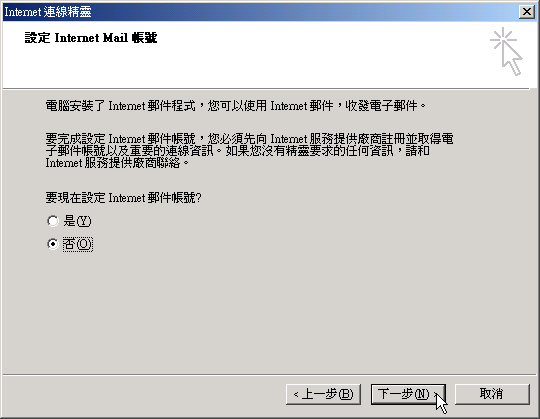 Internet 連線精靈
設定 Internet Mail 帳號
電腦安裝了 Internet 郵件程式，您可以使用 Internet 郵件，收發電子郵件。
要完成設定 Internet 郵件帳號，您必須先向 Internet 服務提供廠商註冊並取得電
子郵件帳號以及重要的連線資訊。如果您沒有精靈要求的任何資訊，請和
Internet 服務提供廠商聯絡。
要現在設定 Internet 郵件帳號?
是(Y)
否(O)
< 上一步(B) 下一步(N) > 取消